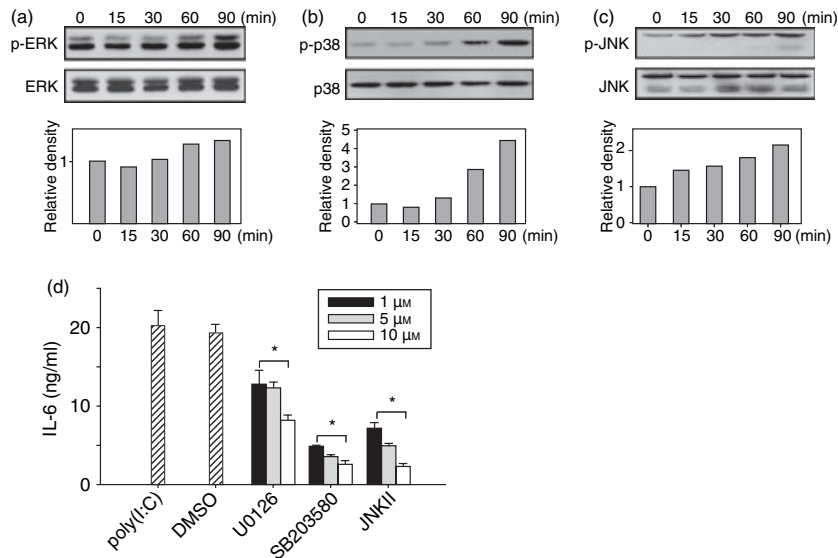 (a) 0 15 30 60 90 (min)
p-ERK
ERK
Relative density
1
0 15 30 60 90 (min)
(b) 0 15 30 60 90 (min)
p-p38
p38
Relative density
5
4
3
2
1
0
0 15 30 60 90 (min)
(c) 0 15 30 60 90 (min)
p-JNK
JNK
Relative density
2
1
0
0 15 30 60 90 (min)
(d)
IL-6 (ng/ml)
20
10
0
1 μM
5 μM
10 μM
*
*
*
poly(I:C)
DMSO
U0126
SB203580
JNKII